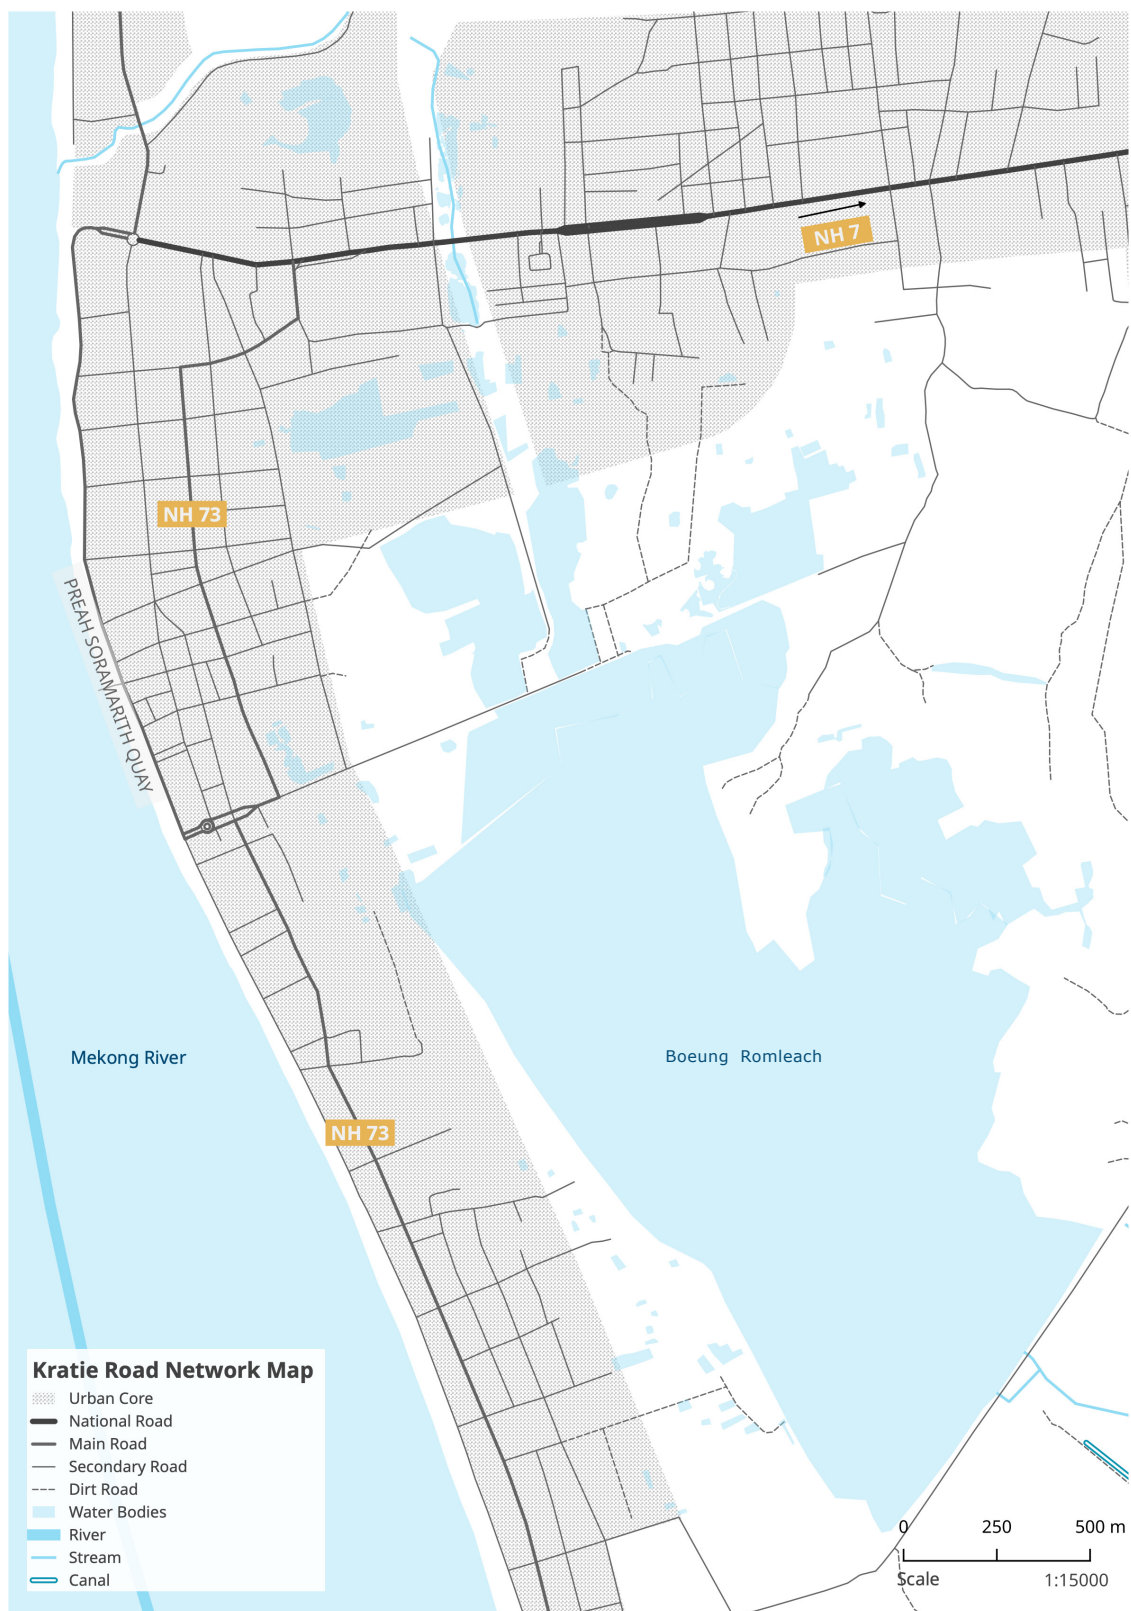 NH 7
NH 73
PREAH SORAMARITH QUAY
Mekong River
Boeung Romleach
NH 73
Kratie Road Network Map
Urban Core
National Road
Main Road
Secondary Road
Dirt Road
Water Bodies
River
Stream
Canal
0 250 500 m
Scale 1:15000